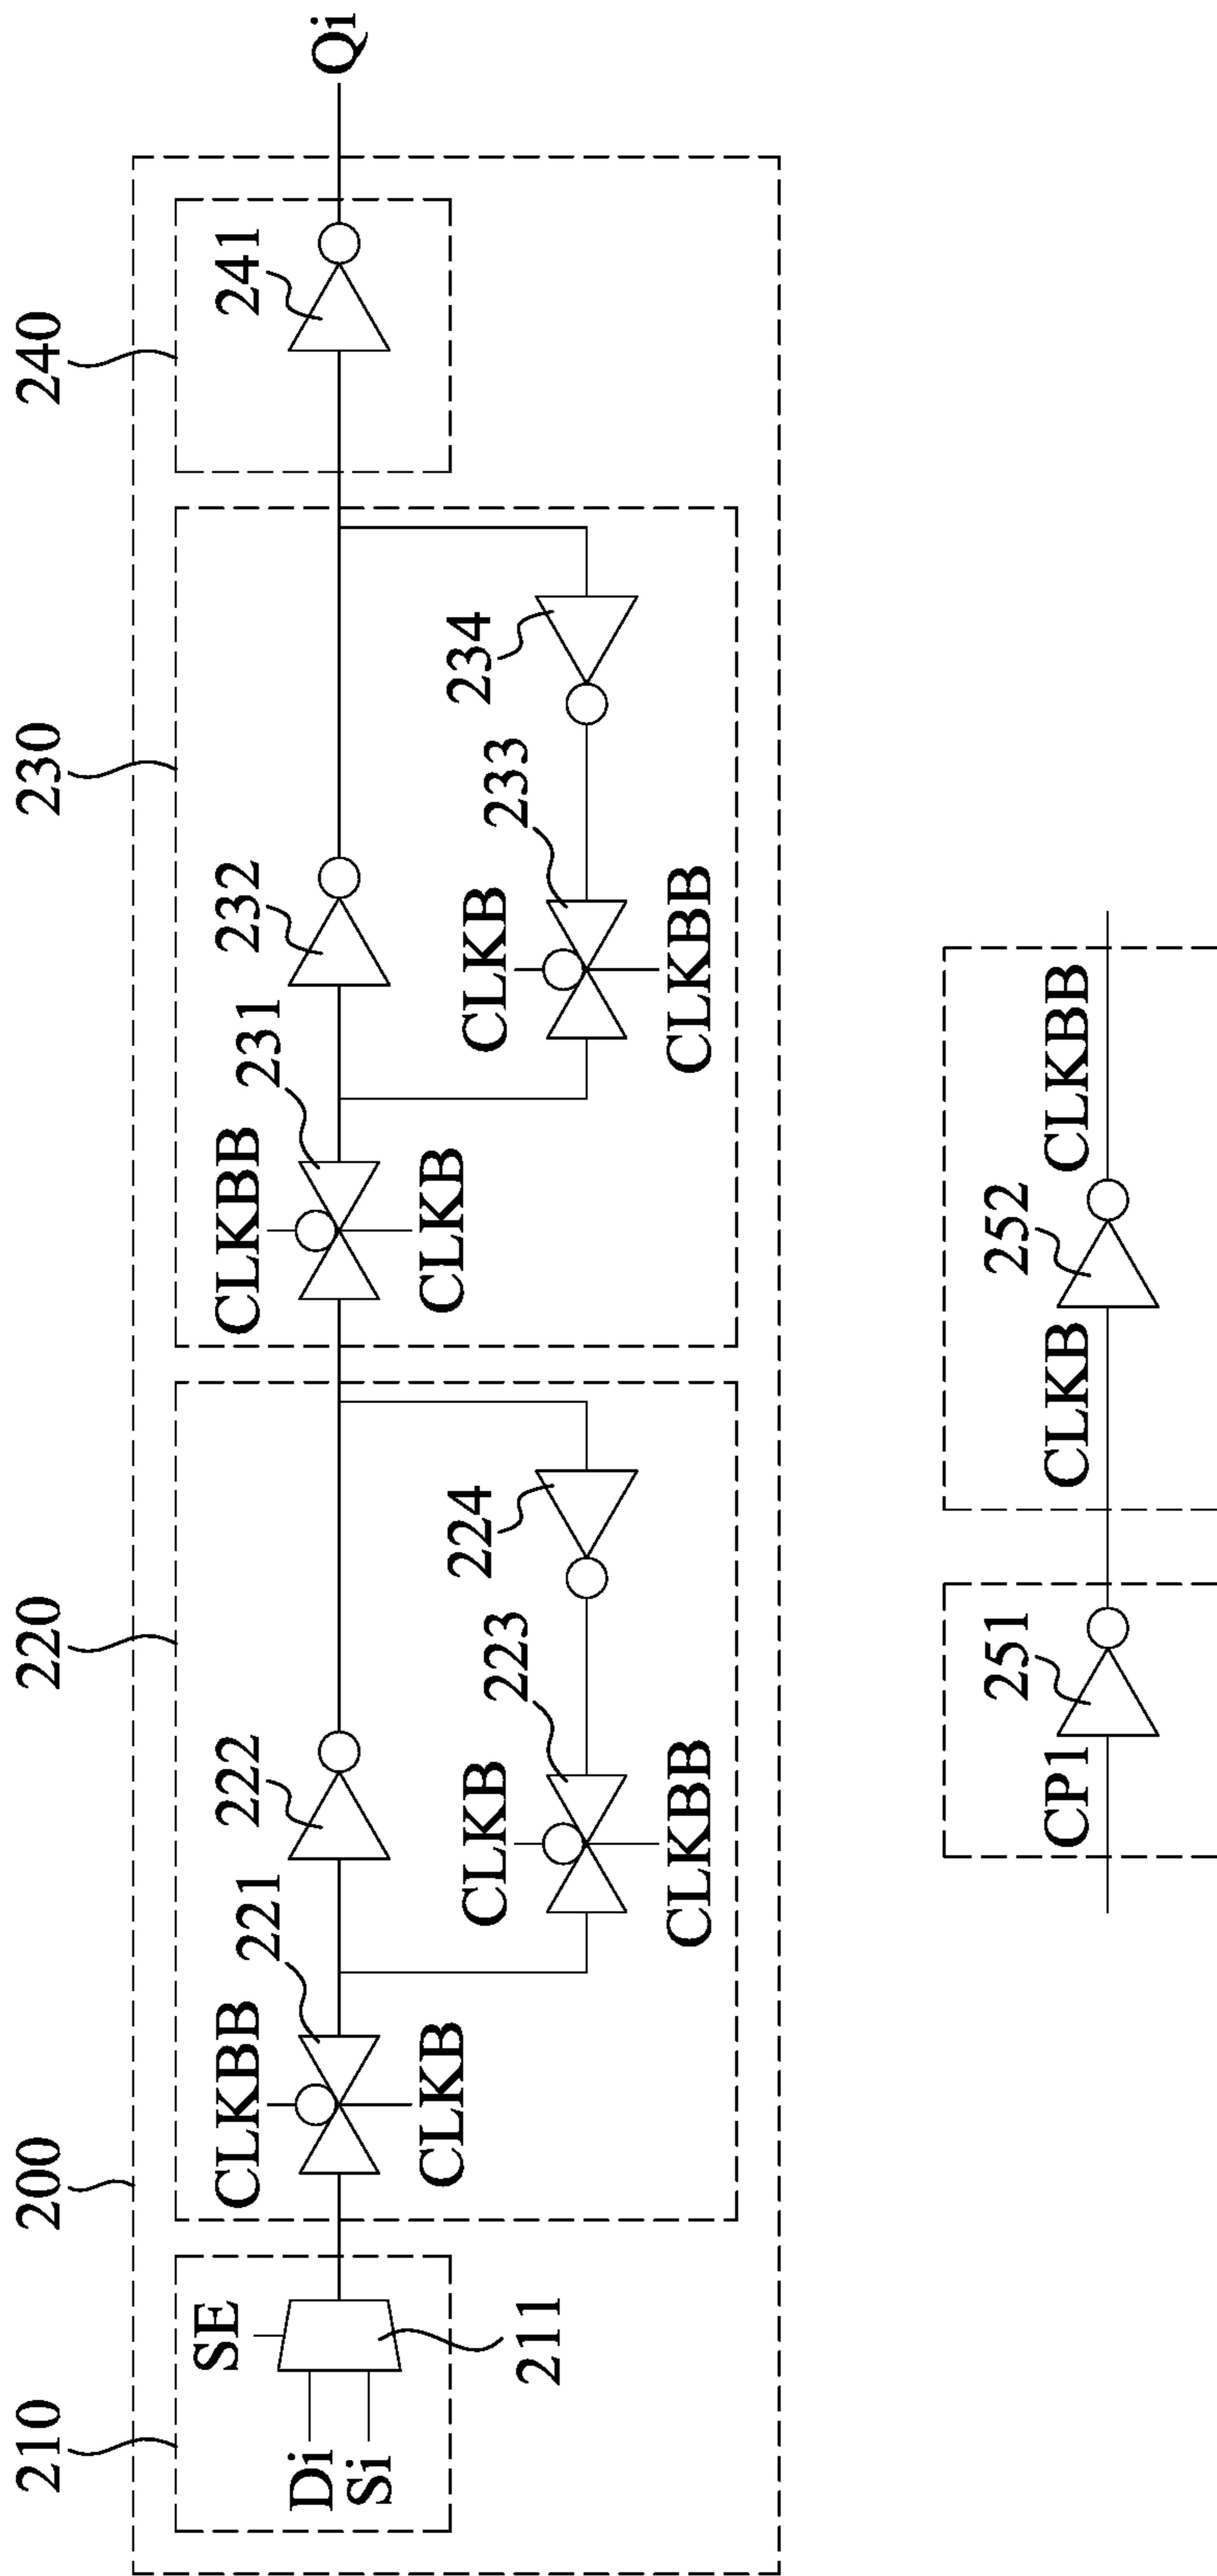 200
210
220
230
240
SE
Di
Si
211
CLKBB
221
CLKB
222
CLKB
223
CLKBB
224
CLKBB
231
CLKB
232
CLKB
233
CLKBB
234
241
Qi
CP1
251
CLKB
252
CLKBB